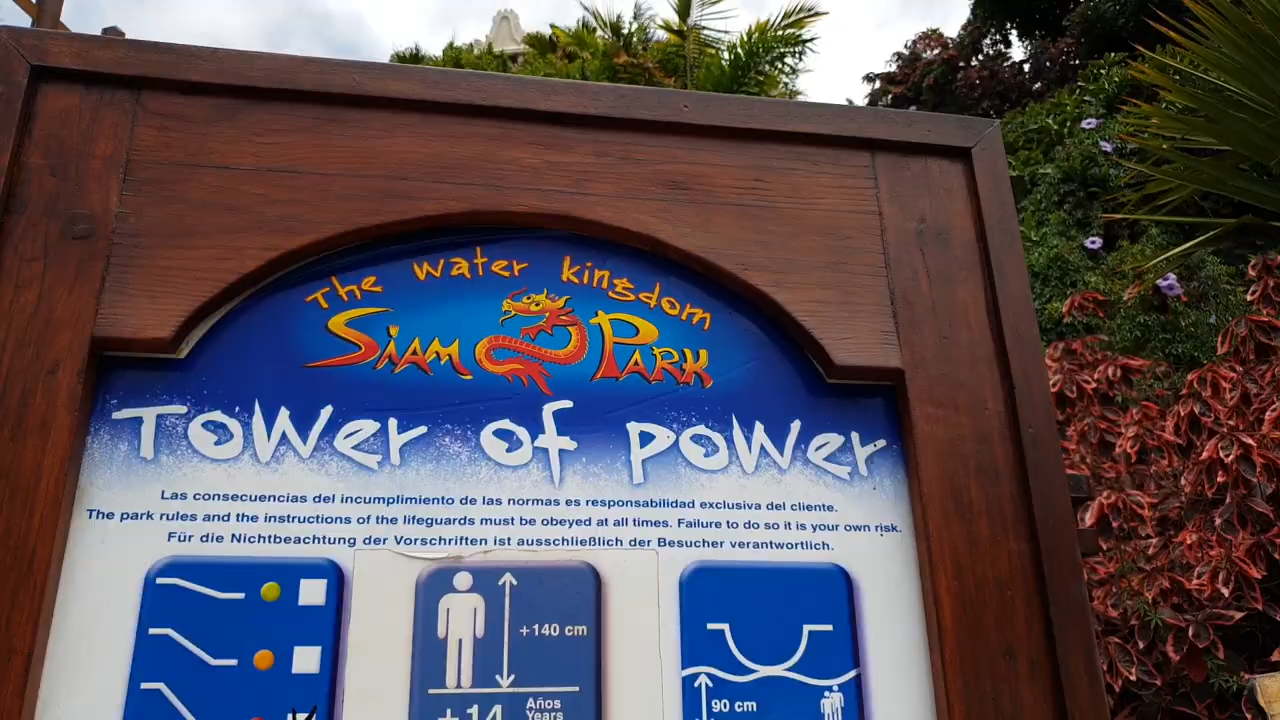 The water kingdom
SIAM PARK
Tower of power
Las consecuencias del incumplimiento de las normas es responsabilidad exclusiva del cliente.
The park rules and the instructions of the lifeguards must be obeyed at all times. Failure to do so it is your own risk.
Für die Nichtbeachtung der Vorschriften ist ausschließlich der Besucher verantwortlich.
+140 cm
+14 Años
Years
90 cm